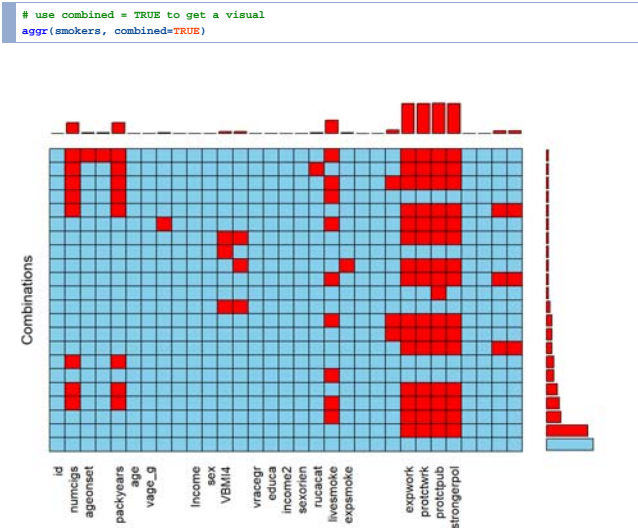 # use combined = TRUE to get a visual
aggr(smokers, combined=TRUE)
Combinations
id
numcigs
ageonset
packyears
age
vage_g
Income
sex
VBMI4
vracegr
educa
income2
sexorien
rucacat
livesmoke
expsmoke
expwork
protctwrk
protctpub
strongerpol